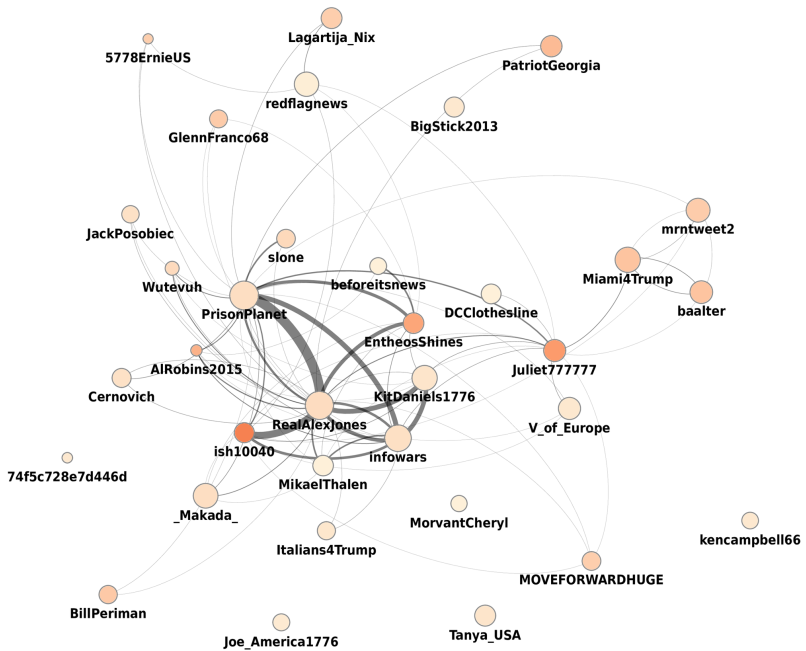 Lagartija_Nix
5778ErnieUS
PatriotGeorgia
redflagnews
BigStick2013
GlennFranco68
JackPosobiec
mrntweet2
slone
Wutevuh
beforeitsnews
Miami4Trump
PrisonPlanet
DCClothesline
baalter
EntheosShines
AlRobins2015
Juliet777777
Cernovich
KitDaniels1776
RealAlexJones
V_of_Europe
ish10040
infowars
74f5c728e7d446d
MikaelThalen
_Makada_
MorvantCheryl
kencampbell66
Italians4Trump
MOVEFORWARDHUGE
BillPeriman
Joe_America1776
Tanya_USA